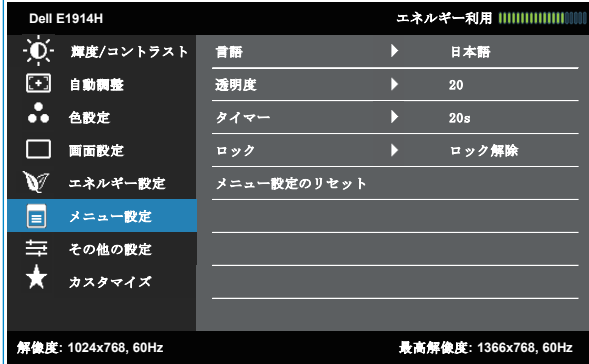 Dell E1914H エネルギー利用
輝度/コントラスト 言語 日本語
自動調整 透明度 20
色設定 タイマー 20s
画面設定 ロック ロック解除
エネルギー設定 メニュー設定のリセット
メニュー設定
その他の設定
カスタマイズ
解像度: 1024x768, 60Hz 最高解像度: 1366x768, 60Hz